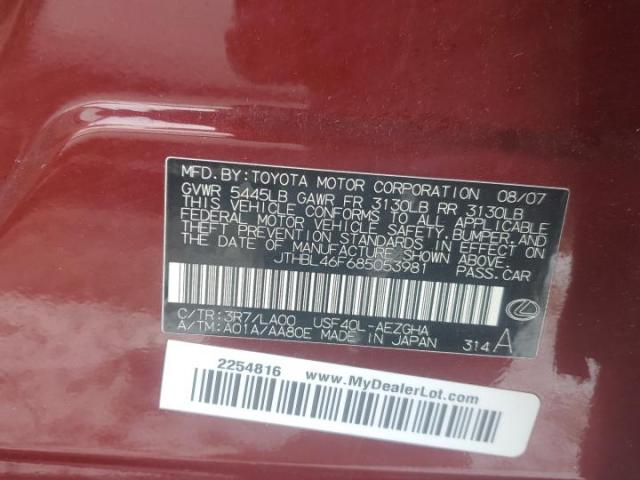 MFD.BY:TOYOTA MOTOR CORPORATION 08/07
GVWR 5445LB GAWR FR 3130LB RR 3130LB
THIS VEHICLE CONFORMS TO ALL APPLICABLE
FEDERAL MOTOR VEHICLE SAFETY,BUMPER,AND
THEFT PREVENTION STANDARDS IN EFFECT ON
THE DATE OF MANUFACTURE SHOWN ABOVE.
JTHBL46F685053981 PASS.CAR
C/TR:3R7/LA00 USF40L-AEZGHA
A/TM:A01A/AA80E MADE IN JAPAN 314 A
2254816
www.
MyDealerLot.com